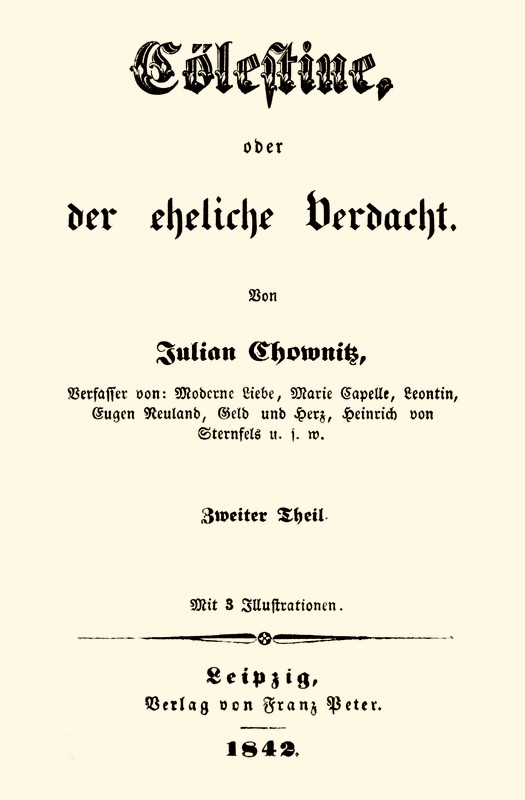 Cölestine,
oder
der eheliche Verdacht.
Von
Julian Chownitz,
Verfasser von: Moderne Liebe, Marie Capelle, Leontin,
Eugen Neuland, Geld und Herz, Heinrich von
Sternfels u. s. w.
Zweiter Theil.
Mit 3 Illustrationen.
Leipzig,
Verlag von Franz Peter.
1842.